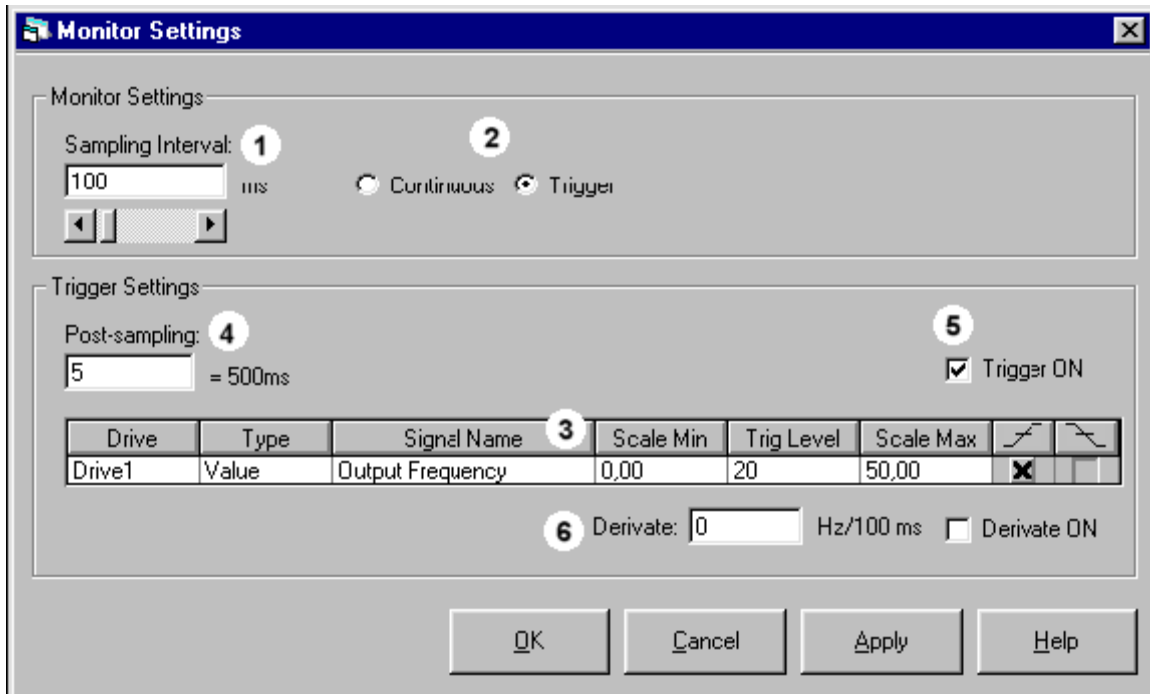 Monitor Settings
Monitor Settings
Sampling Interval: 1
2
100 ms
Continuous Trigger
Trigger Settings
Post-sampling: 4
5
5 = 500ms
Trigger ON
Drive Type Signal Name 3 Scale Min Trig Level Scale Max
Drive1 Value Output Frequency 0,00 20 50,00
6 Derivate: 0 Hz/100 ms Derivate ON
OK Cancel Apply Help